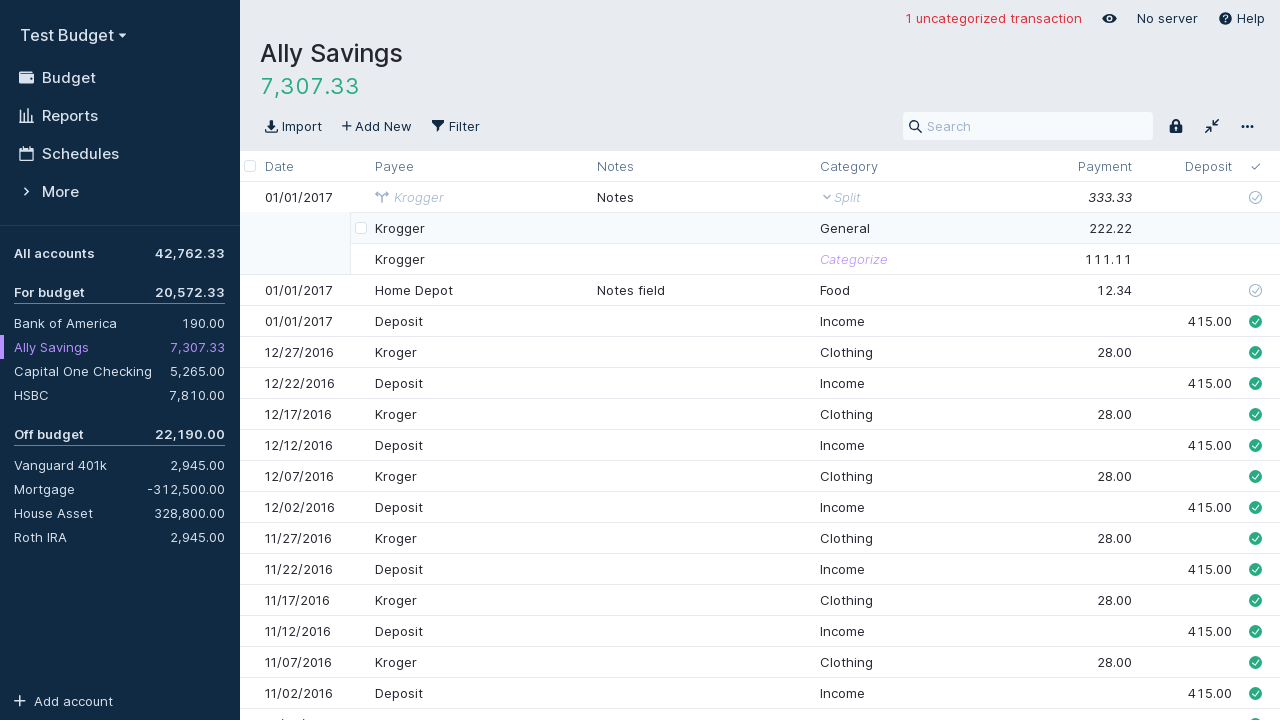 Test Budget
Budget
Reports
Schedules
More
All accounts 42,762.33
For budget 20,572.33
Bank of America 190.00
Ally Savings 7,307.33
Capital One Checking 5,265.00
HSBC 7,810.00
Off budget 22,190.00
Vanguard 401k 2,945.00
Mortgage -312,500.00
House Asset 328,800.00
Roth IRA 2,945.00
Add account
1 uncategorized transaction No server Help
Ally Savings
7,307.33
Import Add New Filter Search
Date Payee Notes Category Payment Deposit
01/01/2017 Krogger Notes Split 333.33
Krogger General 222.22
Krogger Categorize 111.11
01/01/2017 Home Depot Notes field Food 12.34
01/01/2017 Deposit Income 415.00
12/27/2016 Kroger Clothing 28.00
12/22/2016 Deposit Income 415.00
12/17/2016 Kroger Clothing 28.00
12/12/2016 Deposit Income 415.00
12/07/2016 Kroger Clothing 28.00
12/02/2016 Deposit Income 415.00
11/27/2016 Kroger Clothing 28.00
11/22/2016 Deposit Income 415.00
11/17/2016 Kroger Clothing 28.00
11/12/2016 Deposit Income 415.00
11/07/2016 Kroger Clothing 28.00
11/02/2016 Deposit Income 415.00